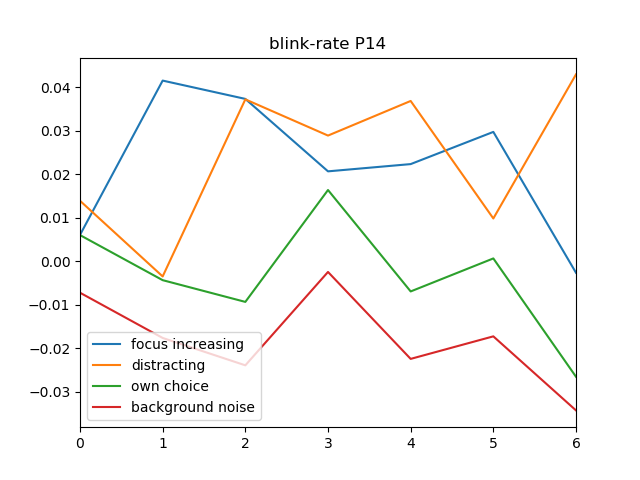 blink-rate P14
0.04
0.03
0.02
0.01
0.00
−0.01
−0.02
−0.03
focus increasing
distracting
own choice
background noise
0 1 2 3 4 5 6